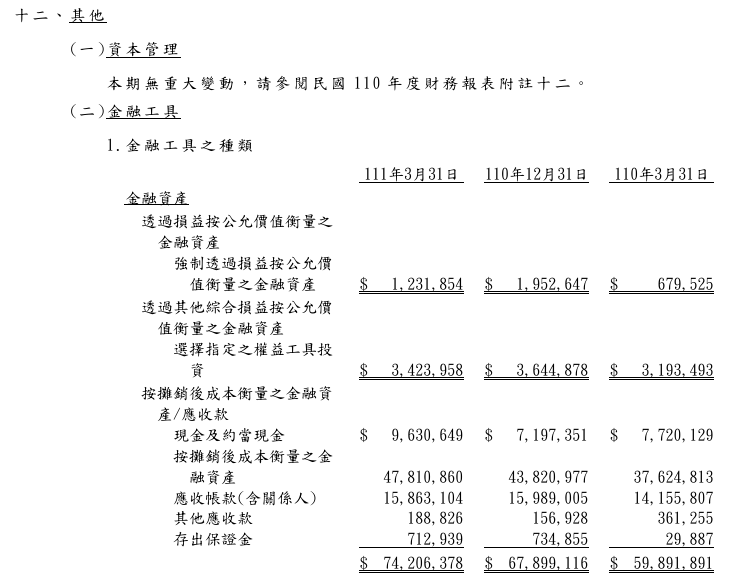 十二、其他
(一)資本管理
本期無重大變動，請參閱民國 110 年度財務報表附註十二。
(二)金融工具
1.金融工具之種類
111年3月31日 110年12月31日 110年3月31日
金融資產
透過損益按公允價值衡量之
金融資產
強制透過損益按公允價
值衡量之金融資產 $ 1,231,854 $ 1,952,647 $ 679,525
透過其他綜合損益按公允價
值衡量之金融資產
選擇指定之權益工具投
資 $ 3,423,958 $ 3,644,878 $ 3,193,493
按攤銷後成本衡量之金融資
產/應收款
現金及約當現金 $ 9,630,649 $ 7,197,351 $ 7,720,129
按攤銷後成本衡量之金
融資產 47,810,860 43,820,977 37,624,813
應收帳款(含關係人) 15,863,104 15,989,005 14,155,807
其他應收款 188,826 156,928 361,255
存出保證金 712,939 734,855 29,887
$ 74,206,378 $ 67,899,116 $ 59,891,891